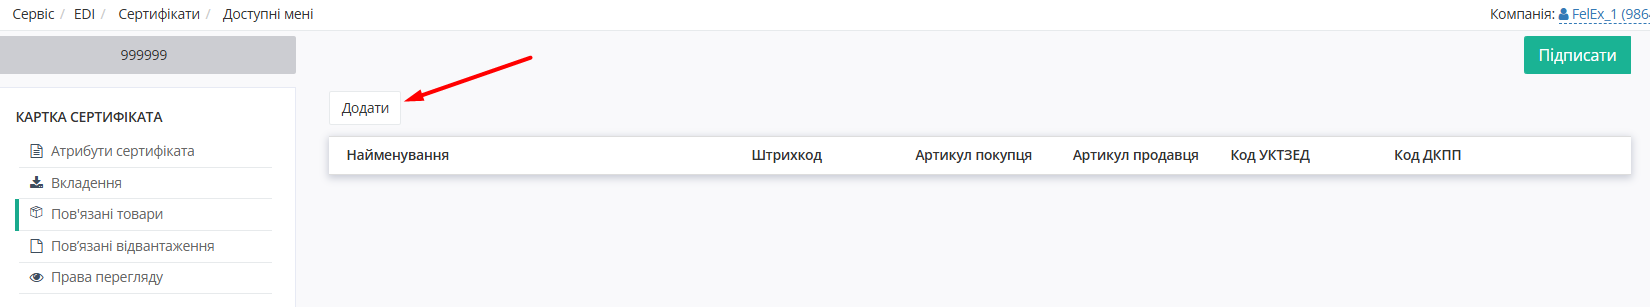 Сервіс / EDI / Сертифікати / Доступні мені
Компанія: FelEx_1 (986
999999
Підписати
КАРТКА СЕРТИФІКАТА
Атрибути сертифіката
Вкладення
Пов'язані товари
Пов’язані відвантаження
Права перегляду
Додати
Найменування Штрихкод Артикул покупця Артикул продавця Код УКТЗЕД Код ДКПП